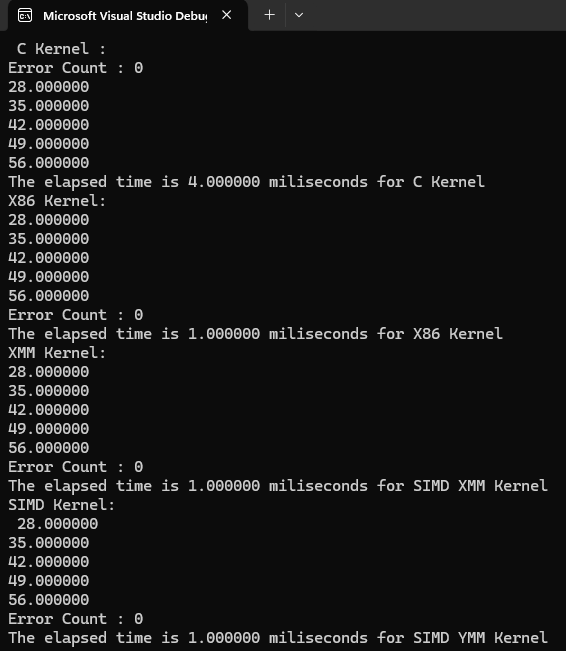 Microsoft Visual Studio Debu
C Kernel :
Error Count : 0
28.000000
35.000000
42.000000
49.000000
56.000000
The elapsed time is 4.000000 miliseconds for C Kernel
X86 Kernel:
28.000000
35.000000
42.000000
49.000000
56.000000
Error Count : 0
The elapsed time is 1.000000 miliseconds for X86 Kernel
XMM Kernel:
28.000000
35.000000
42.000000
49.000000
56.000000
Error Count : 0
The elapsed time is 1.000000 miliseconds for SIMD XMM Kernel
SIMD Kernel:
28.000000
35.000000
42.000000
49.000000
56.000000
Error Count : 0
The elapsed time is 1.000000 miliseconds for SIMD YMM Kernel